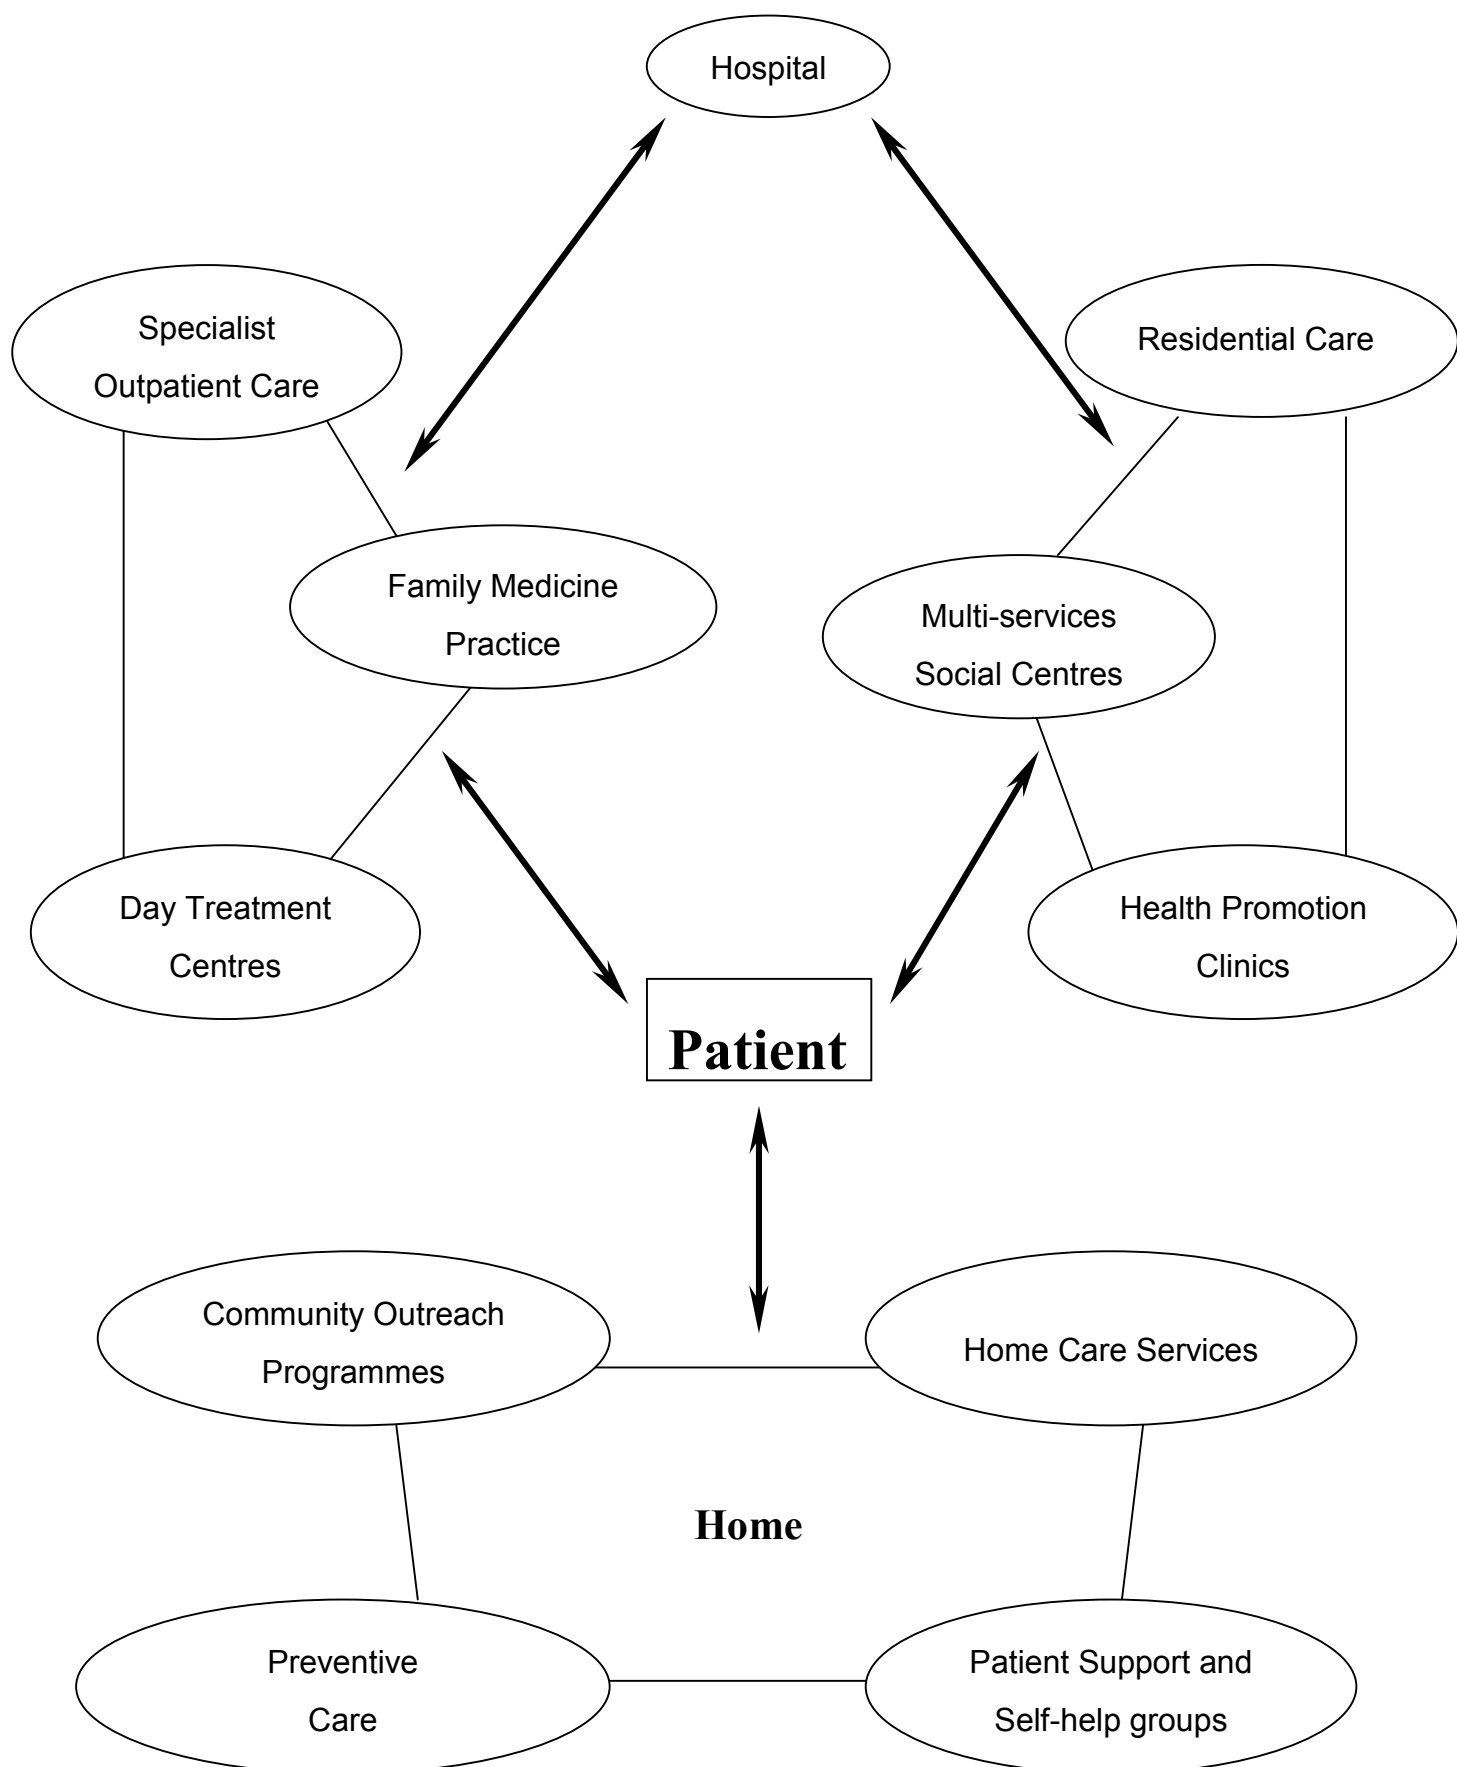 Hospital
Specialist
Outpatient Care
Residential Care
Family Medicine
Practice
Multi-services
Social Centres
Day Treatment
Centres
Health Promotion
Clinics
Patient
Community Outreach
Programmes
Home Care Services
Home
Preventive
Care
Patient Support and
Self-help groups